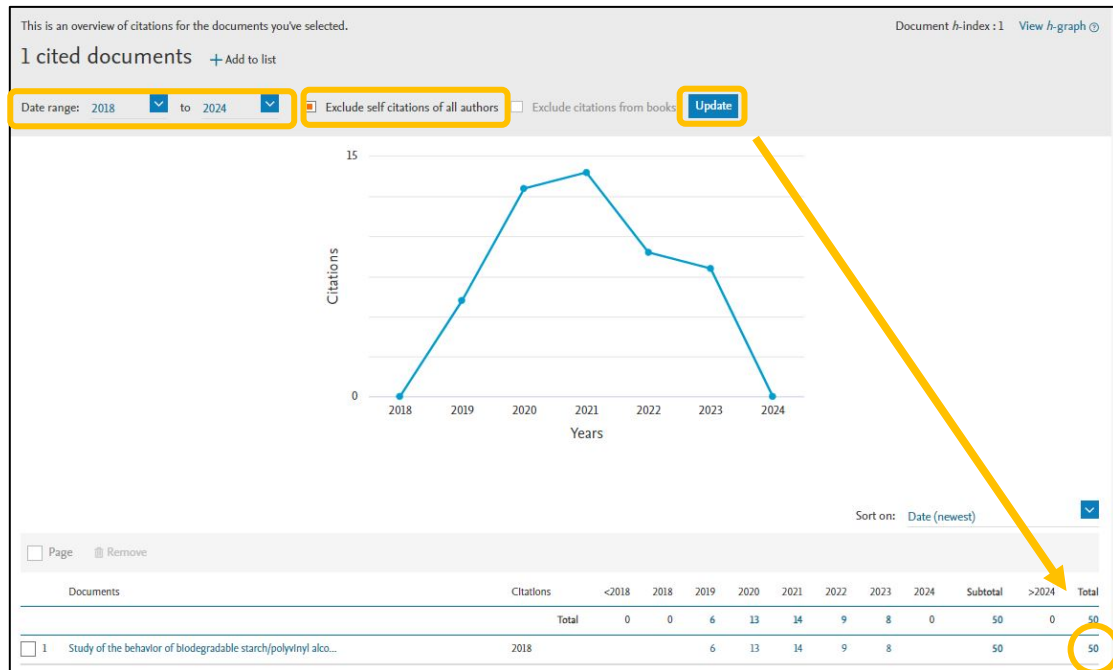 This is an overview of citations for the documents you've selected.
Document h-index : 1 View h-graph ?
1 cited documents + Add to list
Date range: 2018 to 2024 Exclude self citations of all authors Exclude citations from books Update
15
Citations
0
2018 2019 2020 2021 2022 2023 2024
Years
Sort on: Date (newest)
Page Remove
Documents Citations <2018 2018 2019 2020 2021 2022 2023 2024 Subtotal >2024 Total
Total 0 0 6 13 14 9 8 0 50 0 50
1 Study of the behavior of biodegradable starch/polyvinyl alco... 2018 6 13 14 9 8 50 50